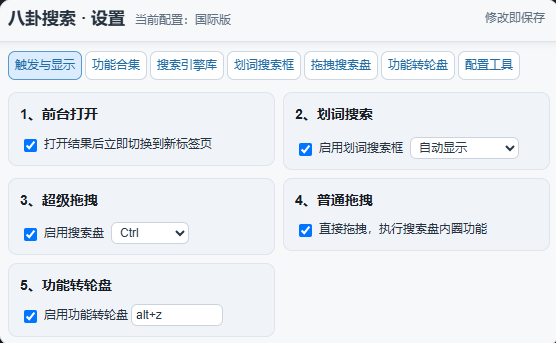 八卦搜索 · 设置 当前配置：国际版 修改即保存
触发与显示 功能合集 搜索引擎库 划词搜索框 拖拽搜索盘 功能转轮盘 配置工具
1、前台打开
打开结果后立即切换到新标签页
2、划词搜索
启用划词搜索框 自动显示
3、超级拖拽
启用搜索盘 Ctrl
4、普通拖拽
直接拖拽，执行搜索盘内圈功能
5、功能转轮盘
启用功能转轮盘 alt+z